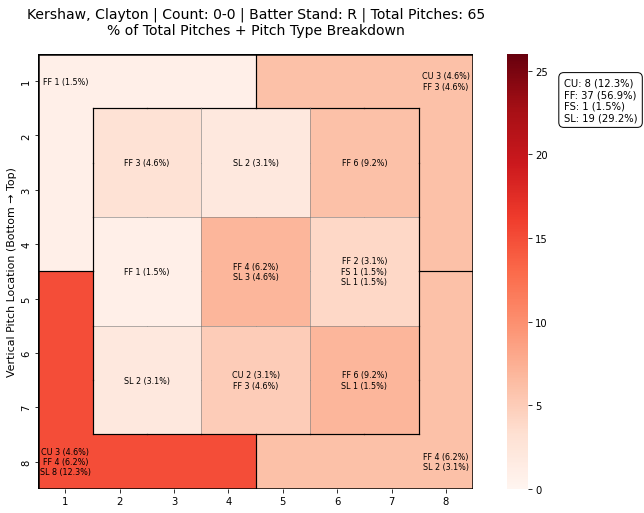 Kershaw, Clayton | Count: 0-0 | Batter Stand: R | Total Pitches: 65
% of Total Pitches + Pitch Type Breakdown
Vertical Pitch Location (Bottom → Top)
1
2
3
4
5
6
7
8
FF 1 (1.5%)
CU 3 (4.6%)
FF 3 (4.6%)
FF 3 (4.6%)
SL 2 (3.1%)
FF 6 (9.2%)
FF 1 (1.5%)
FF 4 (6.2%)
SL 3 (4.6%)
FF 2 (3.1%)
FS 1 (1.5%)
SL 1 (1.5%)
SL 2 (3.1%)
CU 2 (3.1%)
FF 3 (4.6%)
FF 6 (9.2%)
SL 1 (1.5%)
CU 3 (4.6%)
FF 4 (6.2%)
SL 8 (12.3%)
FF 4 (6.2%)
SL 2 (3.1%)
1 2 3 4 5 6 7 8
25
20
15
10
5
0
CU: 8 (12.3%)
FF: 37 (56.9%)
FS: 1 (1.5%)
SL: 19 (29.2%)